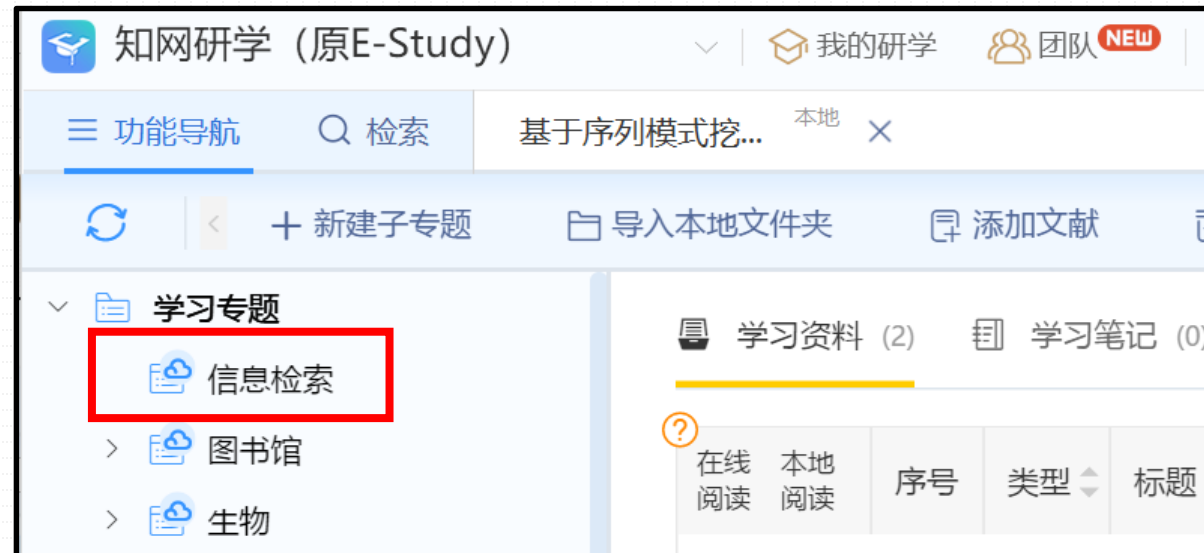 知网研学（原E-Study） 我的研学 团队 NEW
功能导航 检索 基于序列模式挖... 本地
新建子专题 导入本地文件夹 添加文献
学习专题
学习资料 (2) 学习笔记 (0)
信息检索
图书馆
在线阅读 本地阅读 序号 类型 标题
生物